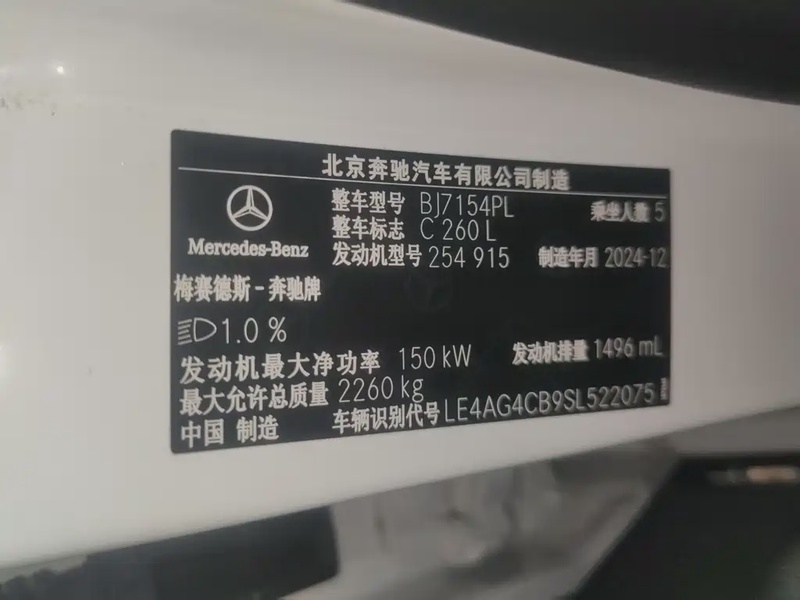 北京奔驰汽车有限公司制造
整车型号 BJ7154PL 乘坐人数 5
整车标志 C 260 L
发动机型号 254 915 制造年月 2024-12
Mercedes-Benz
梅赛德斯-奔驰牌
1.0 %
发动机最大净功率 150 kW 发动机排量 1496 mL
最大允许总质量 2260 kg
中国 制造 车辆识别代号 LE4AG4CB9SL522075